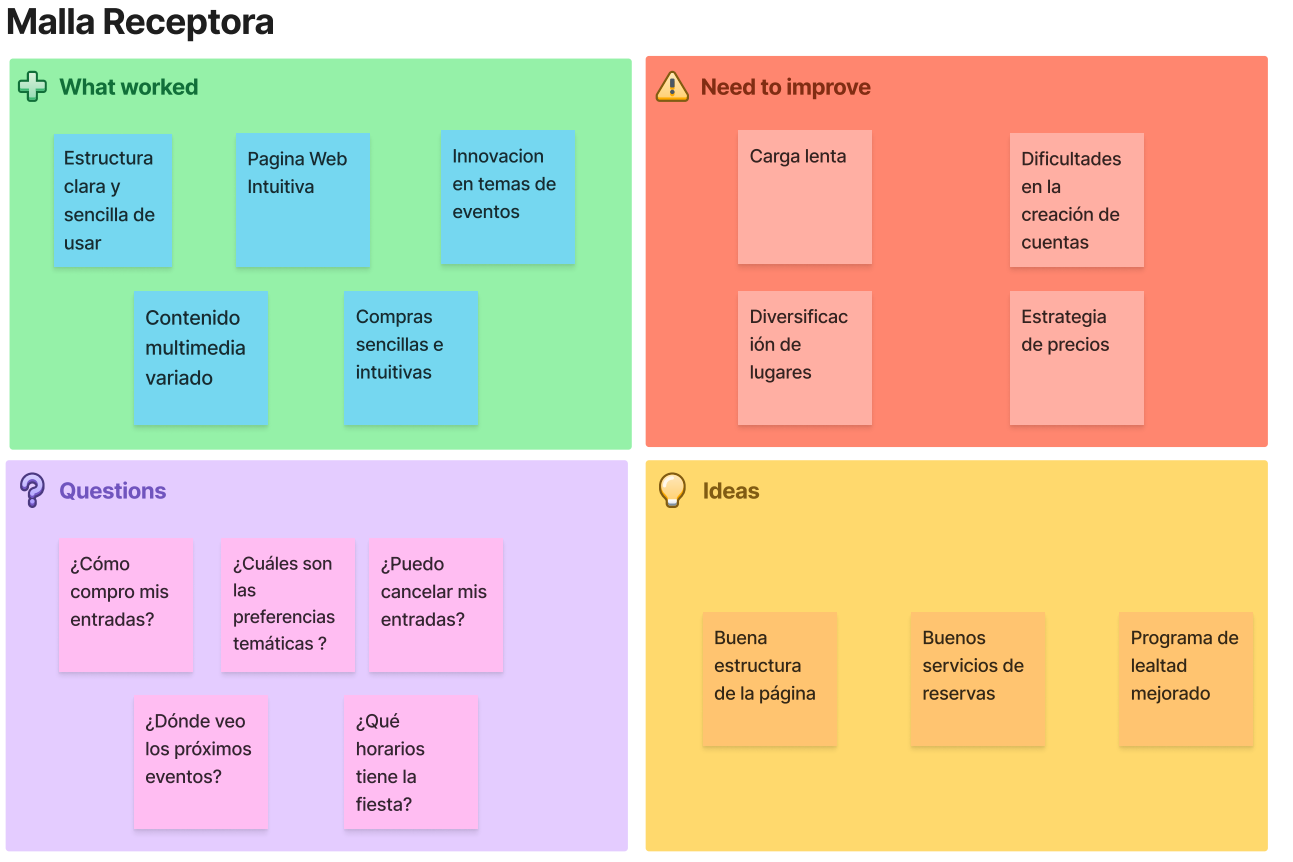 Malla Receptora
What worked
Estructura
clara y
sencilla de
usar
Pagina Web
Intuitiva
Innovacion
en temas de
eventos
Contenido
multimedia
variado
Compras
sencillas e
intuitivas
Need to improve
Carga lenta
Dificultades
en la
creación de
cuentas
Diversificac
ión de
lugares
Estrategia
de precios
Questions
¿Cómo
compro mis
entradas?
¿Cuáles son
las
preferencias
temáticas ?
¿Puedo
cancelar mis
entradas?
¿Dónde veo
los próximos
eventos?
¿Qué
horarios
tiene la
fiesta?
Ideas
Buena
estructura
de la página
Buenos
servicios de
reservas
Programa de
lealtad
mejorado